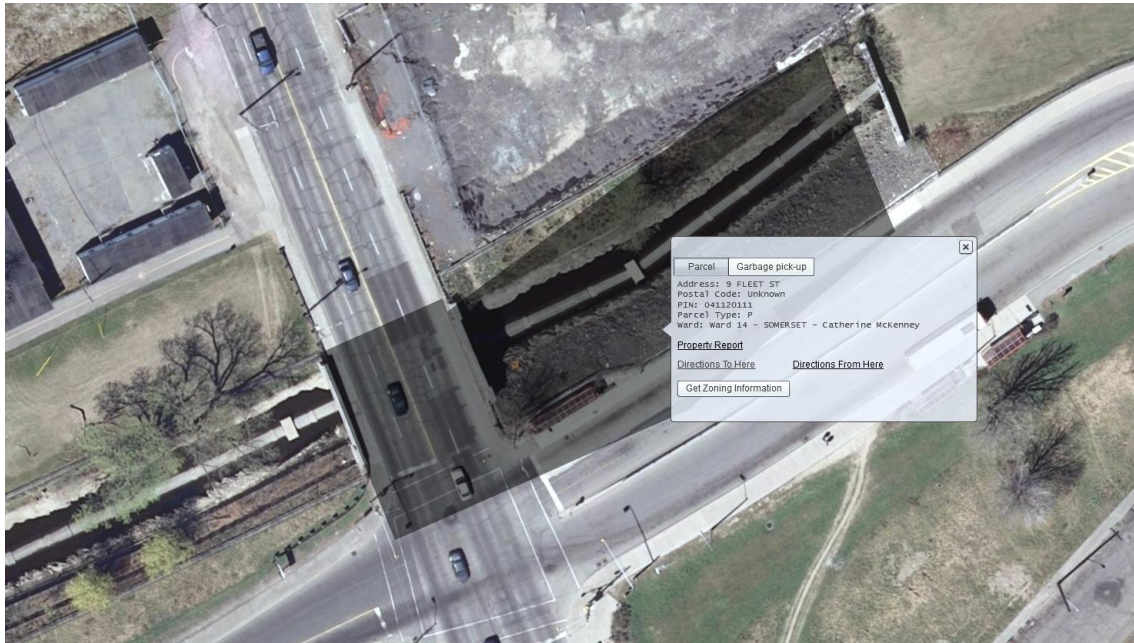 Parcel
Garbage pick-up
Address: 9 FLEET ST
Postal Code: Unknown
PIN: 041120111
Parcel Type: P
Ward: Ward 14 - SOMERSET - Catherine McKenney
Property Report
Directions To Here
Directions From Here
Get Zoning Information